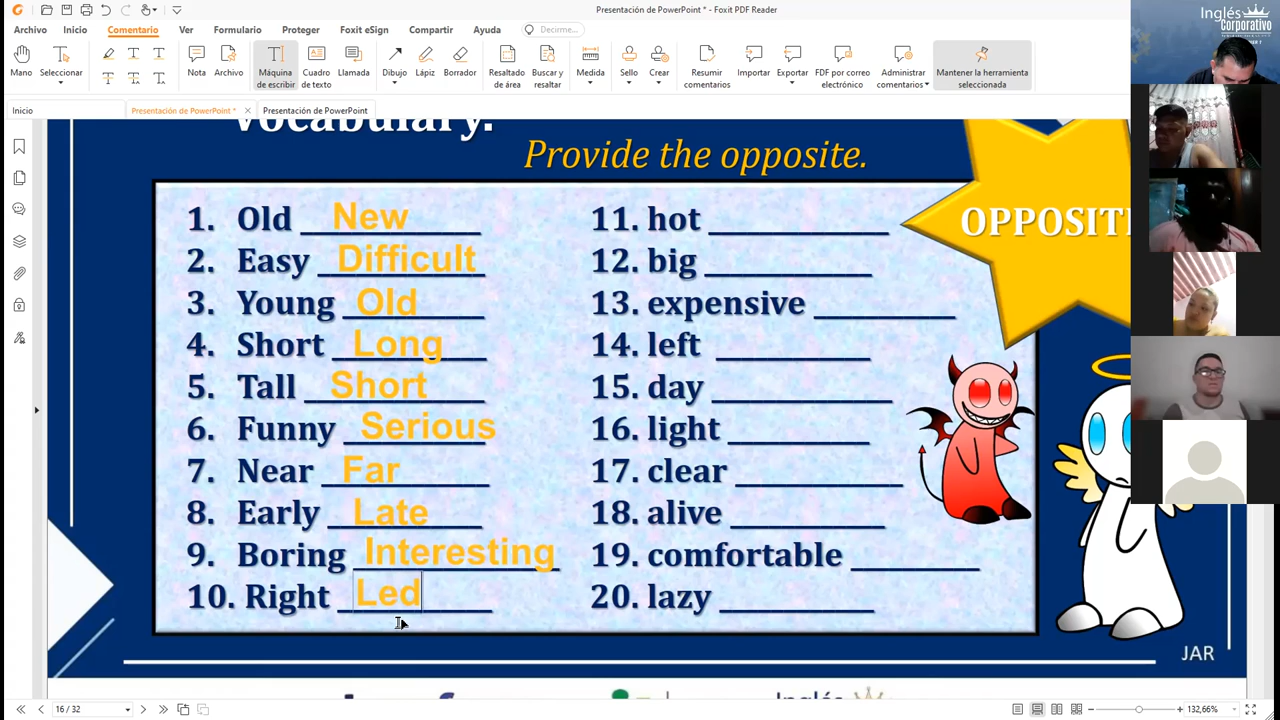 Presentación de PowerPoint * - Foxit PDF Reader
Archivo Inicio Comentario Ver Formulario Proteger Foxit eSign Compartir Ayuda Decirme...
Mano Seleccionar Nota Archivo Máquina de escribir Cuadro de texto Llamada Dibujo Lápiz Borrador Resaltado de área Buscar y resaltar Medida Sello Crear Resumir comentarios Importar Exportar FDF por correo electrónico Administrar comentarios Mantener la herramienta seleccionada
Inicio Presentación de PowerPoint * Presentación de PowerPoint
Inglés
Corporativo
vocabulary.
Provide the opposite.
OPPOSIT
1. Old New
2. Easy Difficult
3. Young Old
4. Short Long
5. Tall Short
6. Funny Serious
7. Near Far
8. Early Late
9. Boring Interesting
10. Right Led
11. hot
12. big
13. expensive
14. left
15. day
16. light
17. clear
18. alive
19. comfortable
20. lazy
JAR
Inglés
16 / 32
132,66%